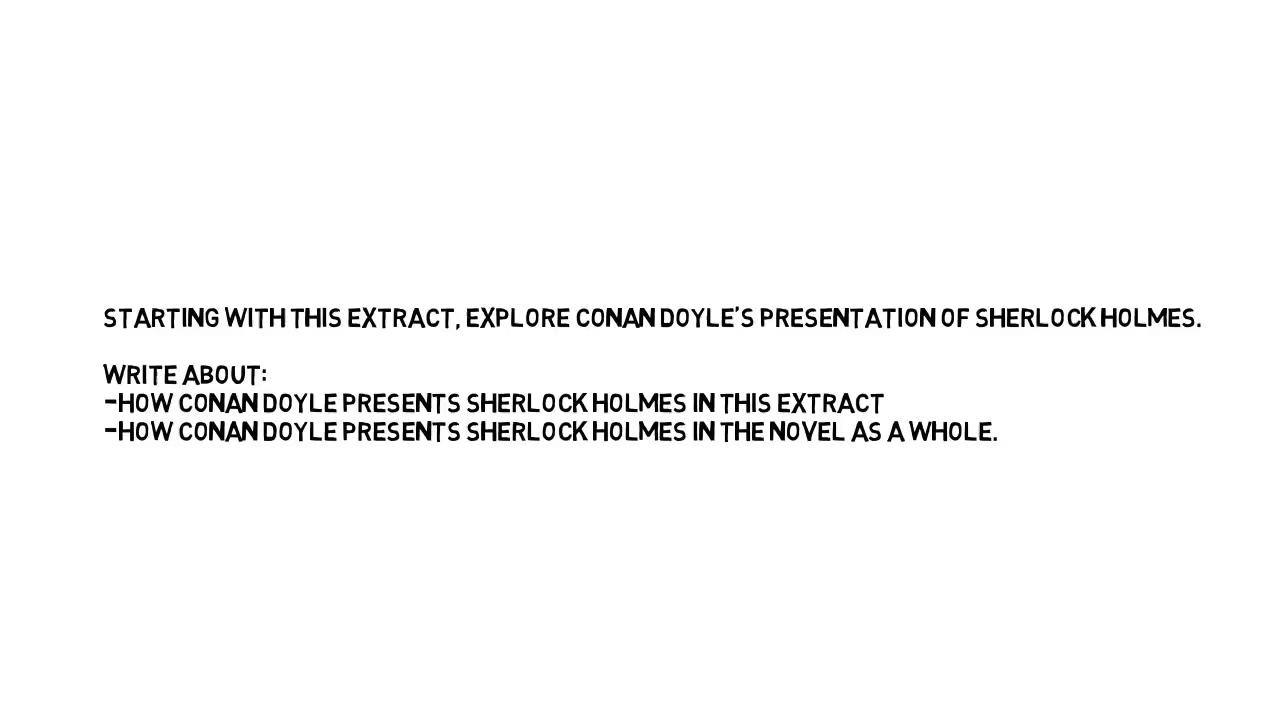 STARTING WITH THIS EXTRACT, EXPLORE CONAN DOYLE'S PRESENTATION OF SHERLOCK HOLMES.
WRITE ABOUT:
-HOW CONAN DOYLE PRESENTS SHERLOCK HOLMES IN THIS EXTRACT
-HOW CONAN DOYLE PRESENTS SHERLOCK HOLMES IN THE NOVEL AS A WHOLE.